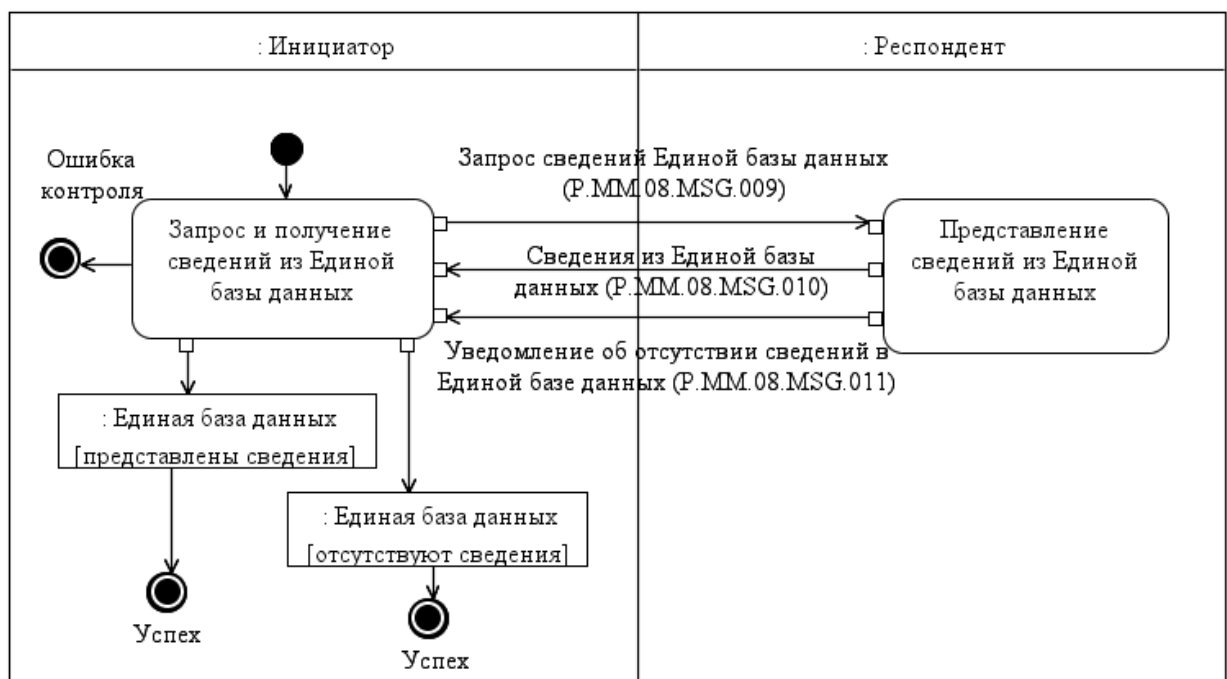 : Инициатор
: Респондент
Ошибка
контроля
Запрос сведений Единой базы данных
(P.MM.08.MSG.009)
Запрос и получение
сведений из Единой
базы данных
Сведения из Единой базы
данных (P.MM.08.MSG.010)
Представление
сведений из Единой
базы данных
Уведомление об отсутствии сведений в
Единой базе данных (P.MM.08.MSG.011)
: Единая база данных
[представлены сведения]
: Единая база данных
[отсутствуют сведения]
Успех
Успех